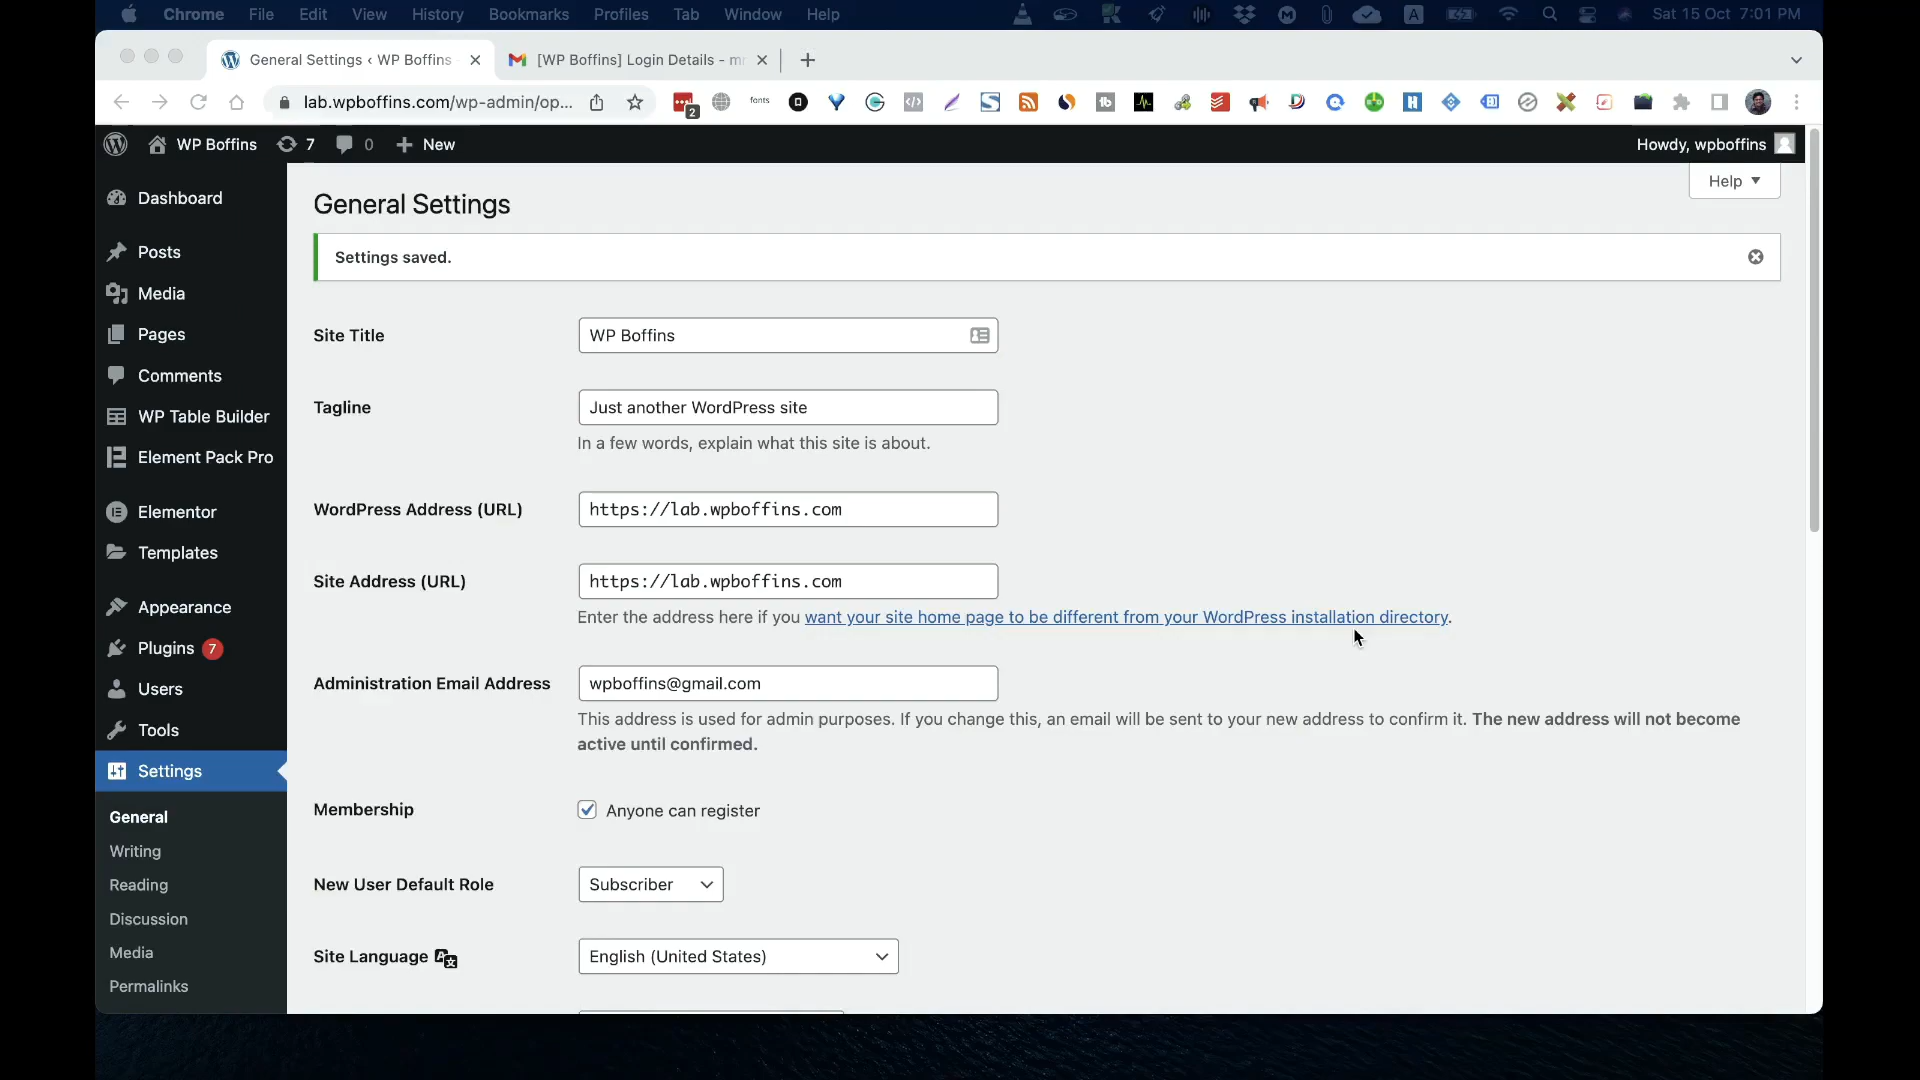 Chrome File Edit View History Bookmarks Profiles Tab Window Help Sat 15 Oct 7:01 PM
General Settings ‹ WP Boffins [WP Boffins] Login Details - m
lab.wpboffins.com/wp-admin/op... 2 fonts
WP Boffins 7 0 New Howdy, wpboffins
Help
Dashboard
Posts
Media
Pages
Comments
WP Table Builder
Element Pack Pro
Elementor
Templates
Appearance
Plugins 7
Users
Tools
Settings
General
Writing
Reading
Discussion
Media
Permalinks
General Settings
Settings saved.
Site Title WP Boffins
Tagline Just another WordPress site
In a few words, explain what this site is about.
WordPress Address (URL) https://lab.wpboffins.com
Site Address (URL) https://lab.wpboffins.com
Enter the address here if you want your site home page to be different from your WordPress installation directory.
Administration Email Address wpboffins@gmail.com
This address is used for admin purposes. If you change this, an email will be sent to your new address to confirm it. The new address will not become
active until confirmed.
Membership Anyone can register
New User Default Role Subscriber
Site Language English (United States)